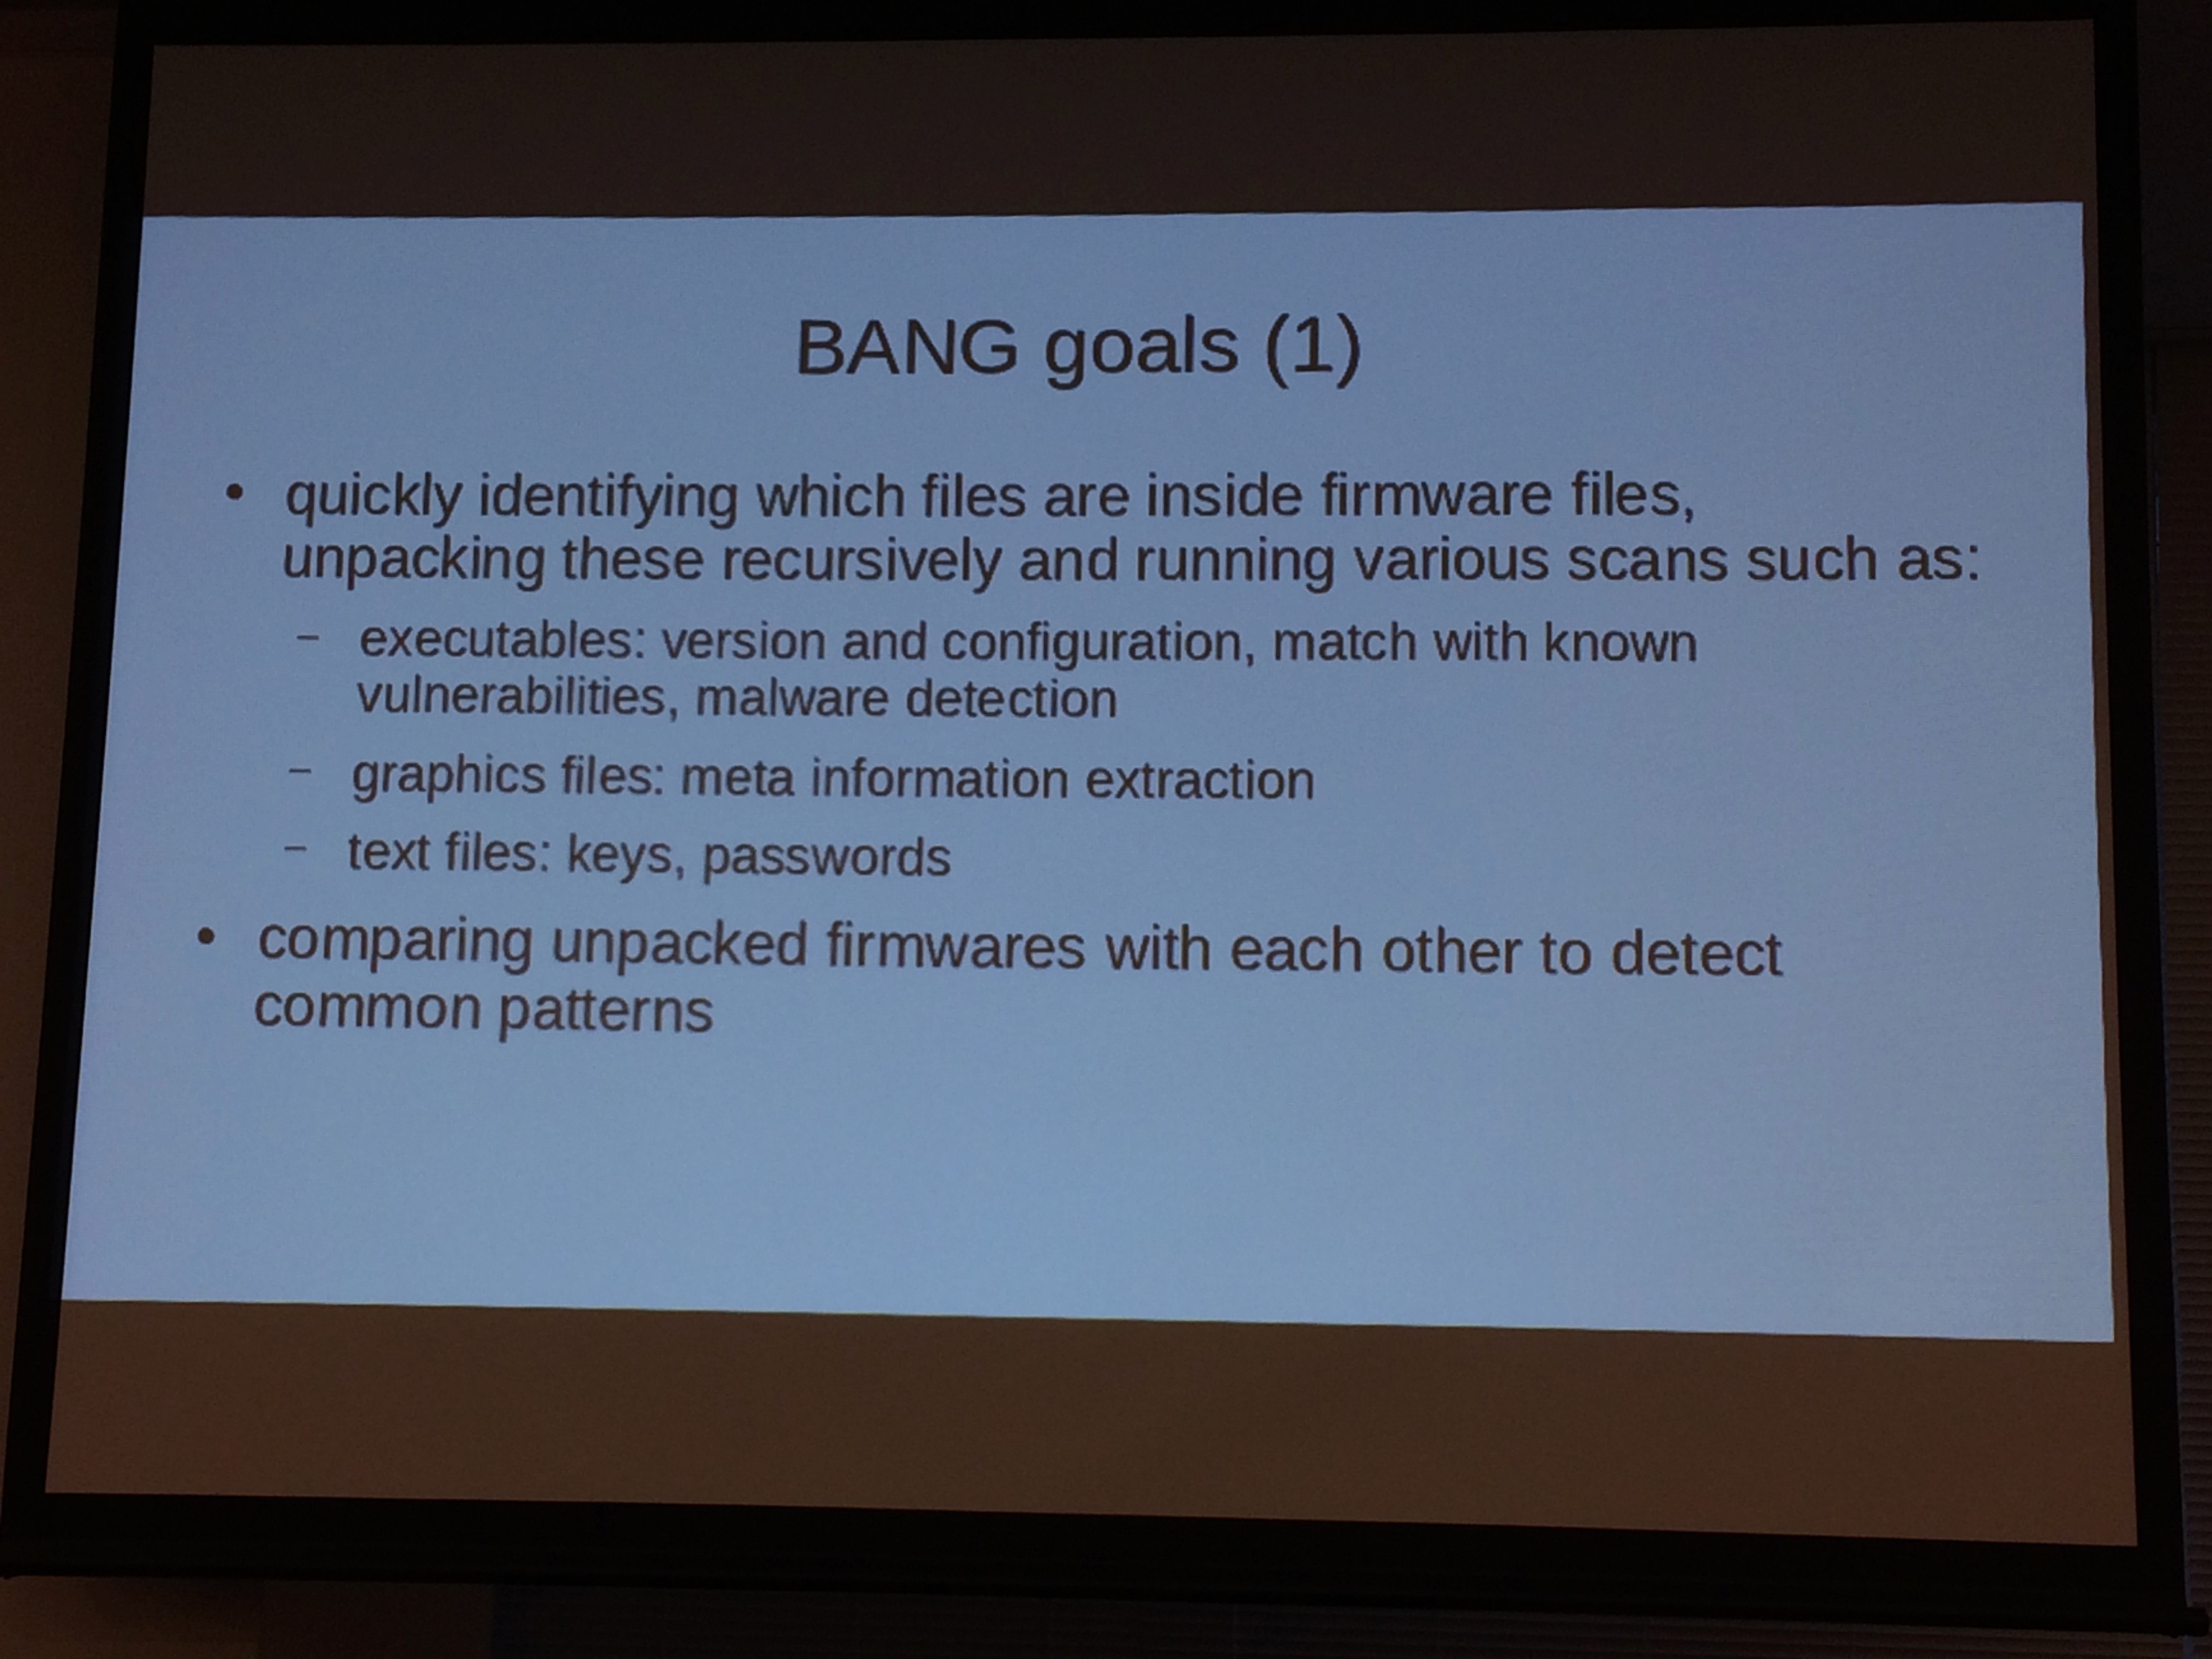 BANG goals (1)
• quickly identifying which files are inside firmware files,
unpacking these recursively and running various scans such as:
– executables: version and configuration, match with known
vulnerabilities, malware detection
– graphics files: meta information extraction
– text files: keys, passwords
• comparing unpacked firmwares with each other to detect
common patterns